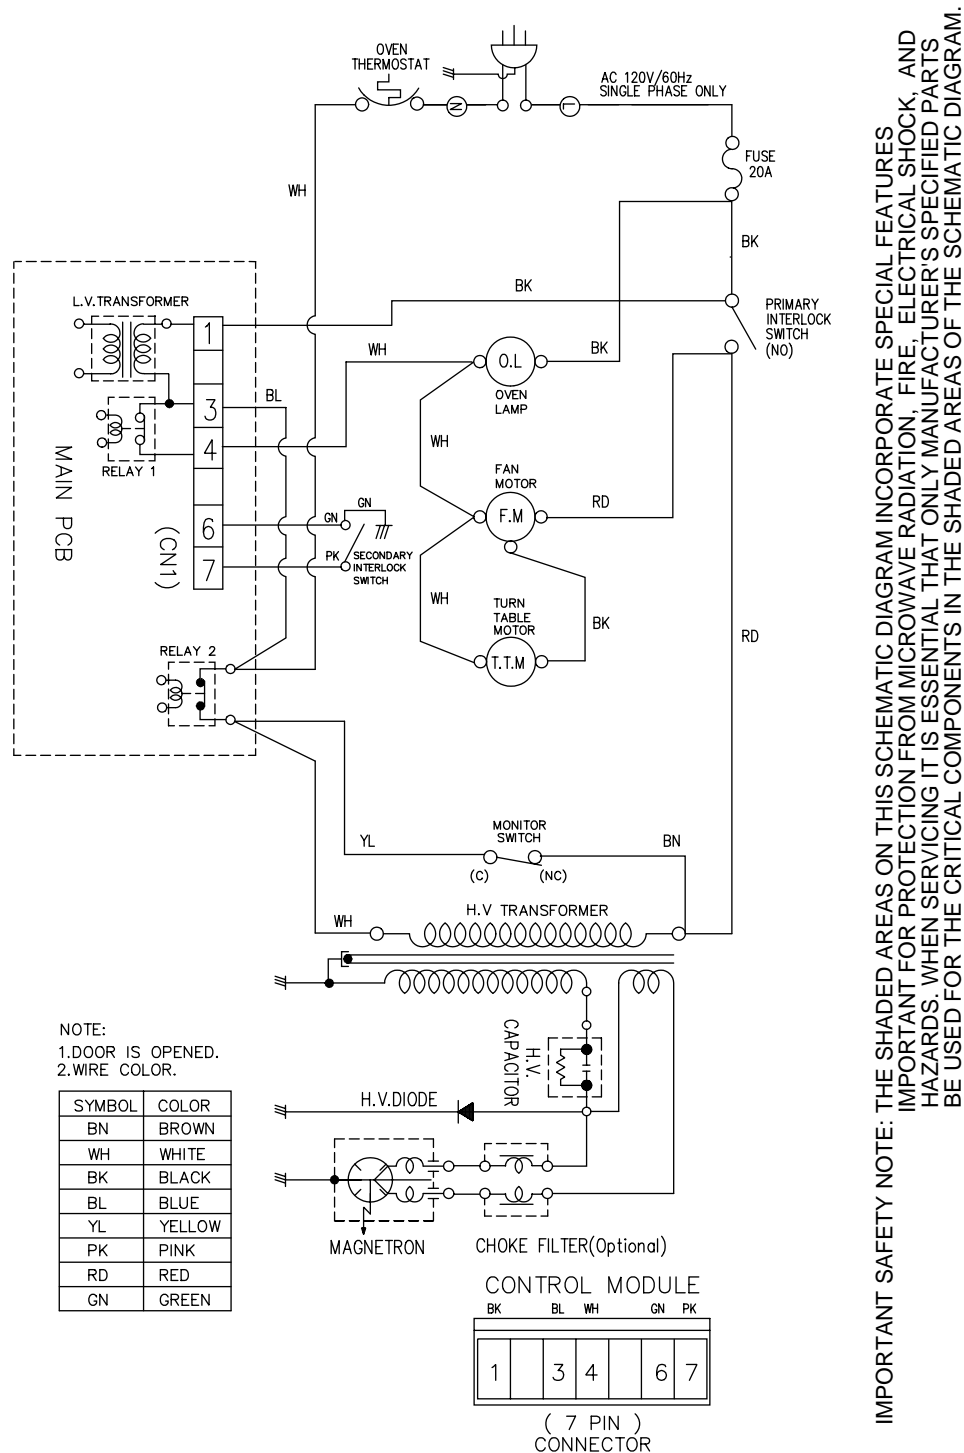 OVEN
THERMOSTAT
N
L
AC 120V/60Hz
SINGLE PHASE ONLY
FUSE
20A
WH
BK
BK
L.V.TRANSFORMER
1
PRIMARY
INTERLOCK
SWITCH
(NO)
WH
O.L
BK
OVEN
LAMP
BL
3
4
RELAY 1
MAIN PCB
(CN1)
WH
FAN
MOTOR
F.M
RD
GN
GN
6
PK
SECONDARY
INTERLOCK
SWITCH
7
WH
TURN
TABLE
MOTOR
T.T.M
BK
RD
RELAY 2
YL
MONITOR
SWITCH
BN
(C)
(NC)
H.V TRANSFORMER
WH
H.V.
CAPACITOR
H.V.DIODE
MAGNETRON
CHOKE FILTER(Optional)
NOTE:
1.DOOR IS OPENED.
2.WIRE COLOR.
SYMBOL COLOR
BN BROWN
WH WHITE
BK BLACK
BL BLUE
YL YELLOW
PK PINK
RD RED
GN GREEN
CONTROL MODULE
BK BL WH GN PK
1 3 4 6 7
( 7 PIN )
CONNECTOR
IMPORTANT SAFETY NOTE: THE SHADED AREAS ON THIS SCHEMATIC DIAGRAM INCORPORATE SPECIAL FEATURES
IMPORTANT FOR PROTECTION FROM MICROWAVE RADIATION, FIRE, ELECTRICAL SHOCK, AND
HAZARDS. WHEN SERVICING IT IS ESSENTIAL THAT ONLY MANUFACTURER'S SPECIFIED PARTS
BE USED FOR THE CRITICAL COMPONENTS IN THE SHADED AREAS OF THE SCHEMATIC DIAGRAM.